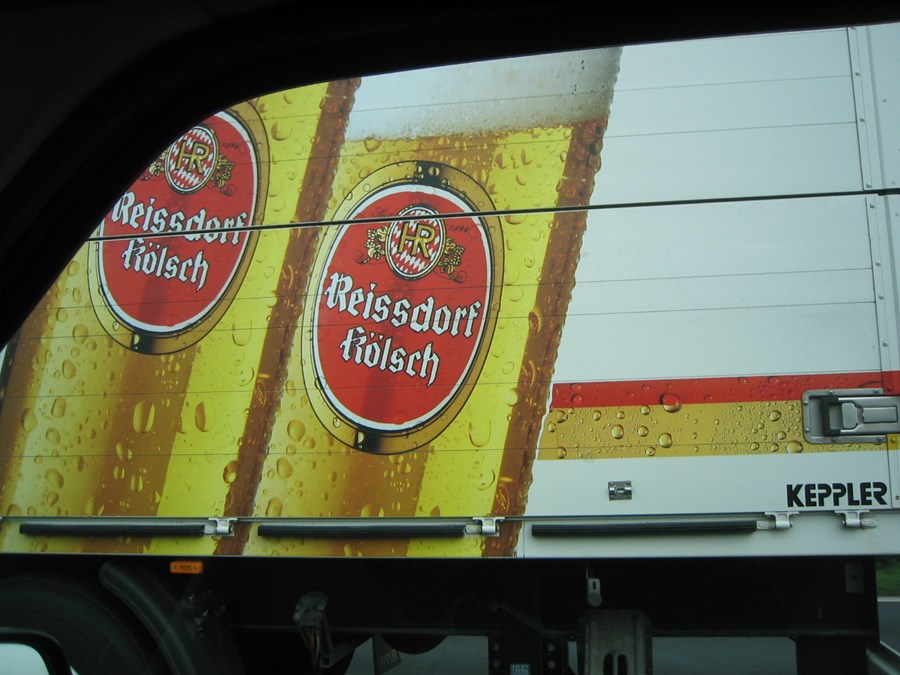 HR
Reissdorf
Kölsch
HR
Reissdorf
Kölsch
KEPPLER